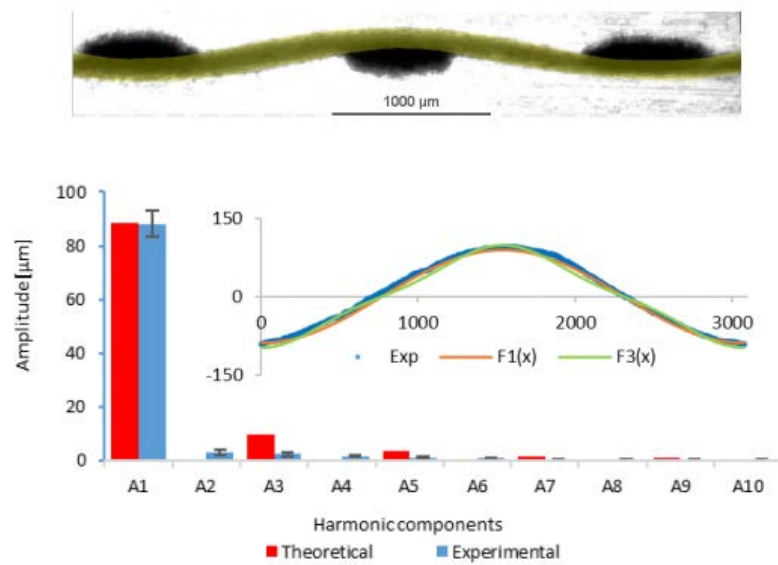 1000 µm
100
80
60
40
20
0
Amplitude[µm]
150
0
-150
0 1000 2000 3000
Exp F1(x) F3(x)
A1 A2 A3 A4 A5 A6 A7 A8 A9 A10
Harmonic components
Theoretical Experimental